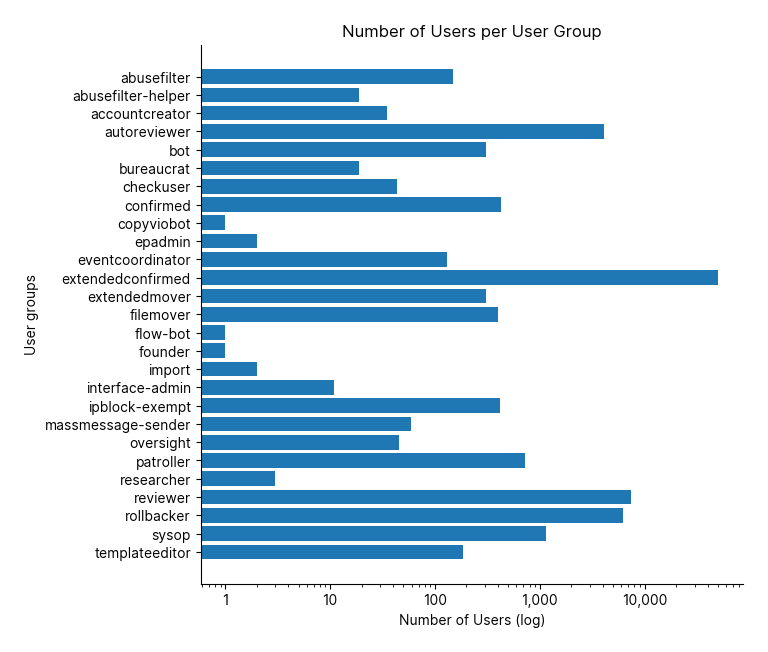 Number of Users per User Group
User groups
abusefilter
abusefilter-helper
accountcreator
autoreviewer
bot
bureaucrat
checkuser
confirmed
copyviobot
epadmin
eventcoordinator
extendedconfirmed
extendedmover
filemover
flow-bot
founder
import
interface-admin
ipblock-exempt
massmessage-sender
oversight
patroller
researcher
reviewer
rollbacker
sysop
templateeditor
1 10 100 1,000 10,000
Number of Users (log)